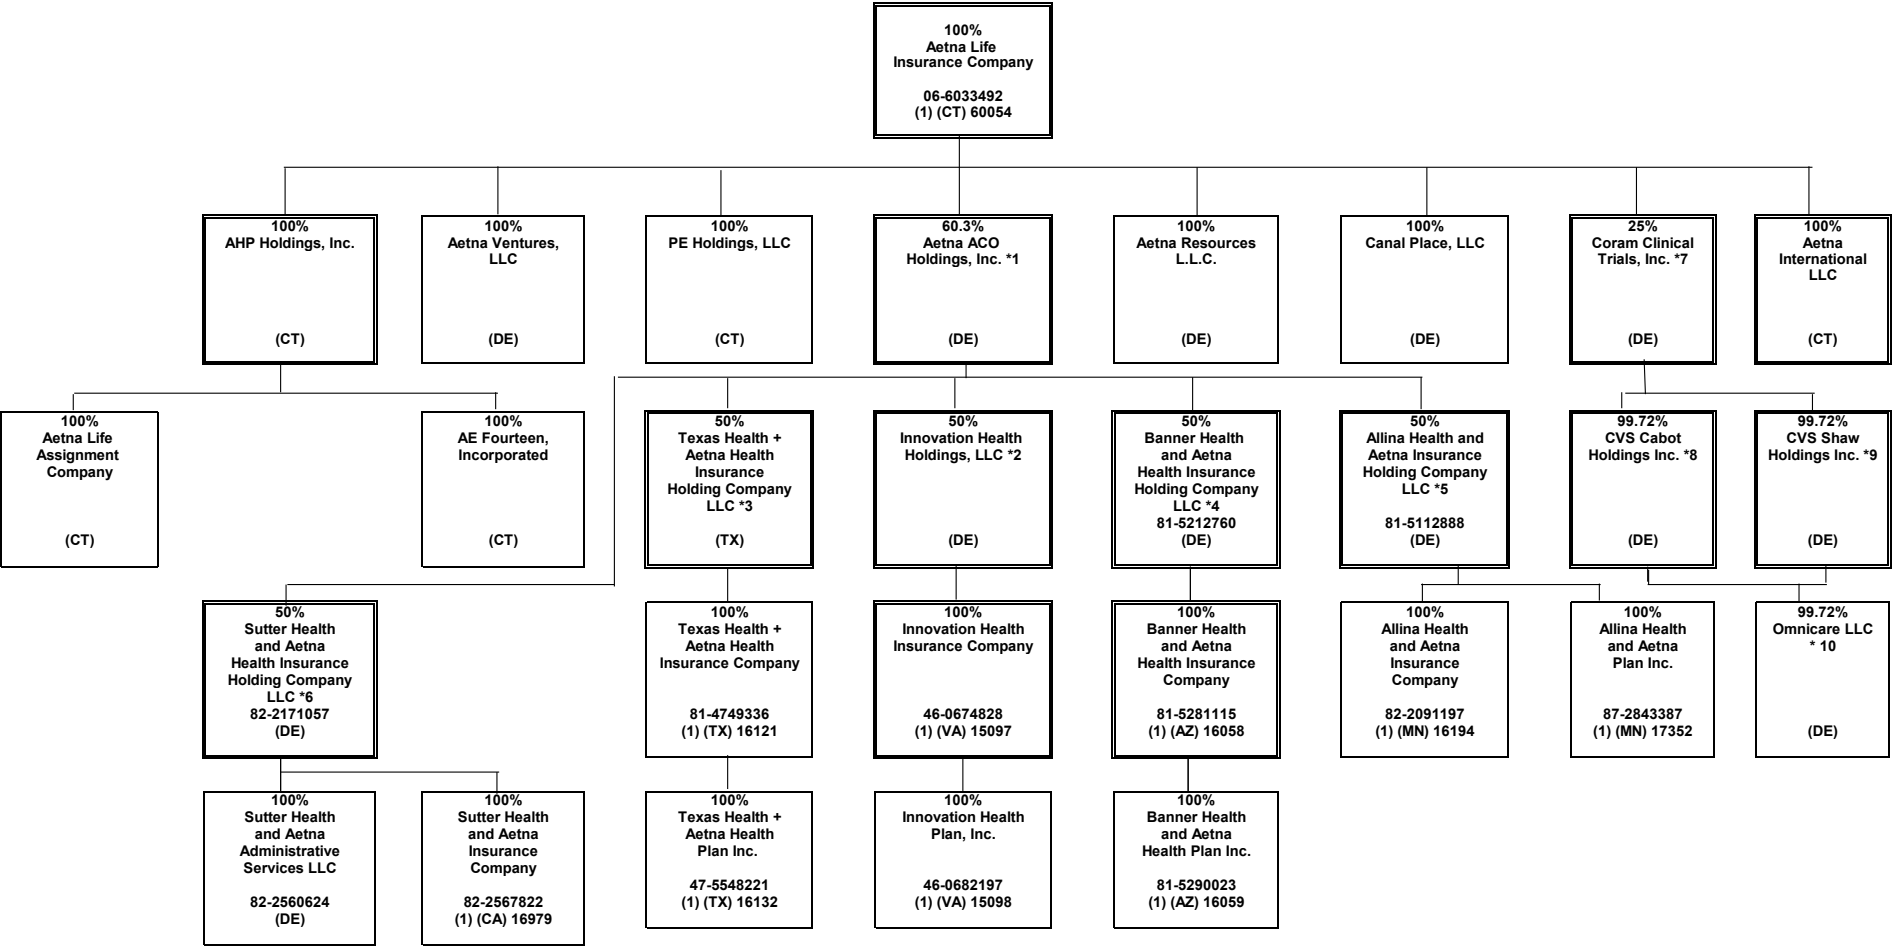 100%
Aetna Life
Insurance Company
06-6033492
(1) (CT) 60054
100%
AHP Holdings, Inc.
(CT)
100%
Aetna Ventures,
LLC
(DE)
100%
PE Holdings, LLC
(CT)
60.3%
Aetna ACO
Holdings, Inc. *1
(DE)
100%
Aetna Resources
L.L.C.
(DE)
100%
Canal Place, LLC
(DE)
25%
Coram Clinical
Trials, Inc. *7
(DE)
100%
Aetna
International
LLC
(CT)
100%
Aetna Life
Assignment
Company
(CT)
100%
AE Fourteen,
Incorporated
(CT)
50%
Texas Health +
Aetna Health
Insurance
Holding Company
LLC *3
(TX)
50%
Innovation Health
Holdings, LLC *2
(DE)
50%
Banner Health
and Aetna
Health Insurance
Holding Company
LLC *4
81-5212760
(DE)
50%
Allina Health and
Aetna Insurance
Holding Company
LLC *5
81-5112888
(DE)
99.72%
CVS Cabot
Holdings Inc. *8
(DE)
99.72%
CVS Shaw
Holdings Inc. *9
(DE)
50%
Sutter Health
and Aetna
Health Insurance
Holding Company
LLC *6
82-2171057
(DE)
100%
Texas Health +
Aetna Health
Insurance Company
81-4749336
(1) (TX) 16121
100%
Innovation Health
Insurance Company
46-0674828
(1) (VA) 15097
100%
Banner Health
and Aetna
Health Insurance
Company
81-5281115
(1) (AZ) 16058
100%
Allina Health
and Aetna
Insurance
Company
82-2091197
(1) (MN) 16194
100%
Allina Health
and Aetna
Plan Inc.
87-2843387
(1) (MN) 17352
99.72%
Omnicare LLC
* 10
(DE)
100%
Sutter Health
and Aetna
Administrative
Services LLC
82-2560624
(DE)
100%
Sutter Health
and Aetna
Insurance
Company
82-2567822
(1) (CA) 16979
100%
Texas Health +
Aetna Health
Plan Inc.
47-5548221
(1) (TX) 16132
100%
Innovation Health
Plan, Inc.
46-0682197
(1) (VA) 15098
100%
Banner Health
and Aetna
Health Plan Inc.
81-5290023
(1) (AZ) 16059